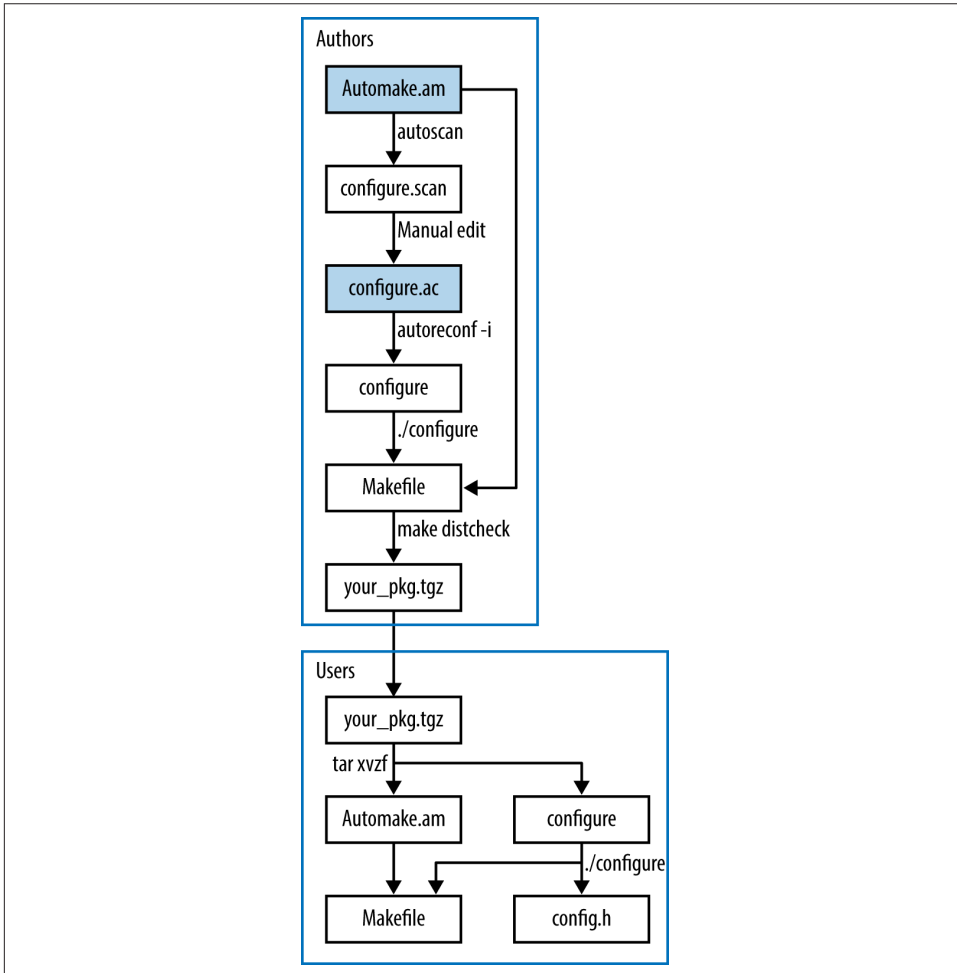 Authors
Automake.am
autoscan
configure.scan
Manual edit
configure.ac
autoreconf -i
configure
./configure
Makefile
make distcheck
your_pkg.tgz
Users
your_pkg.tgz
tar xvzf
Automake.am
configure
./configure
Makefile
config.h